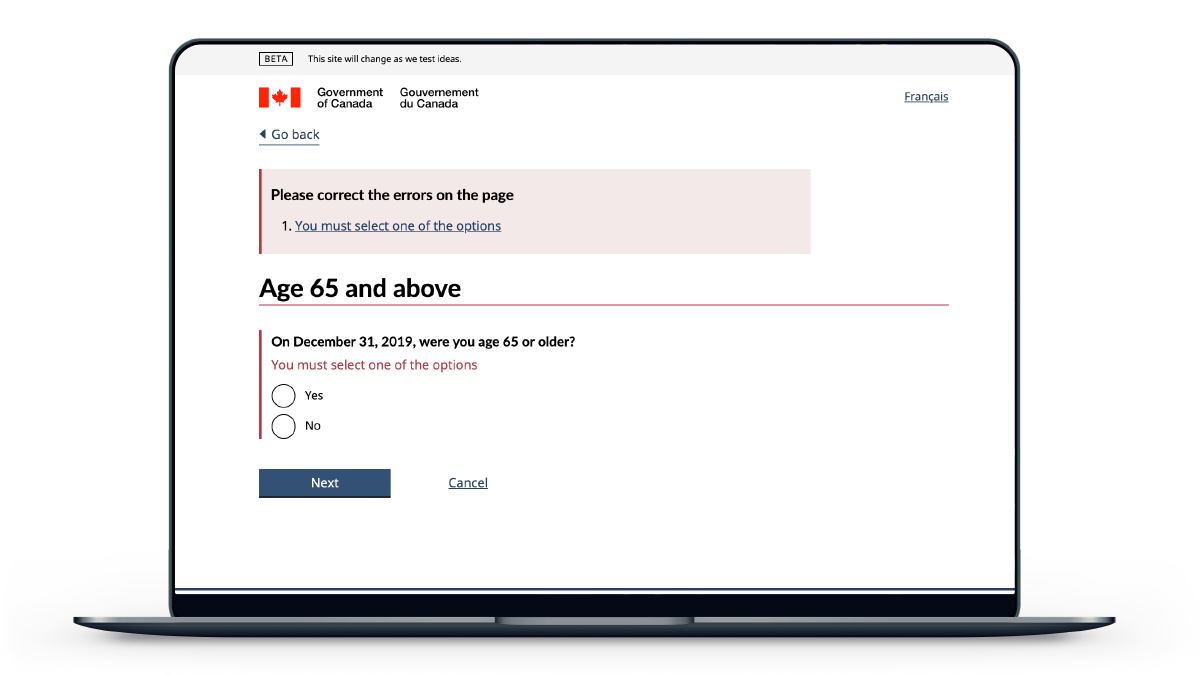 BETA This site will change as we test ideas.
Government of Canada
Gouvernement du Canada
Français
Go back
Please correct the errors on the page
1. You must select one of the options
Age 65 and above
On December 31, 2019, were you age 65 or older?
You must select one of the options
Yes
No
Next Cancel